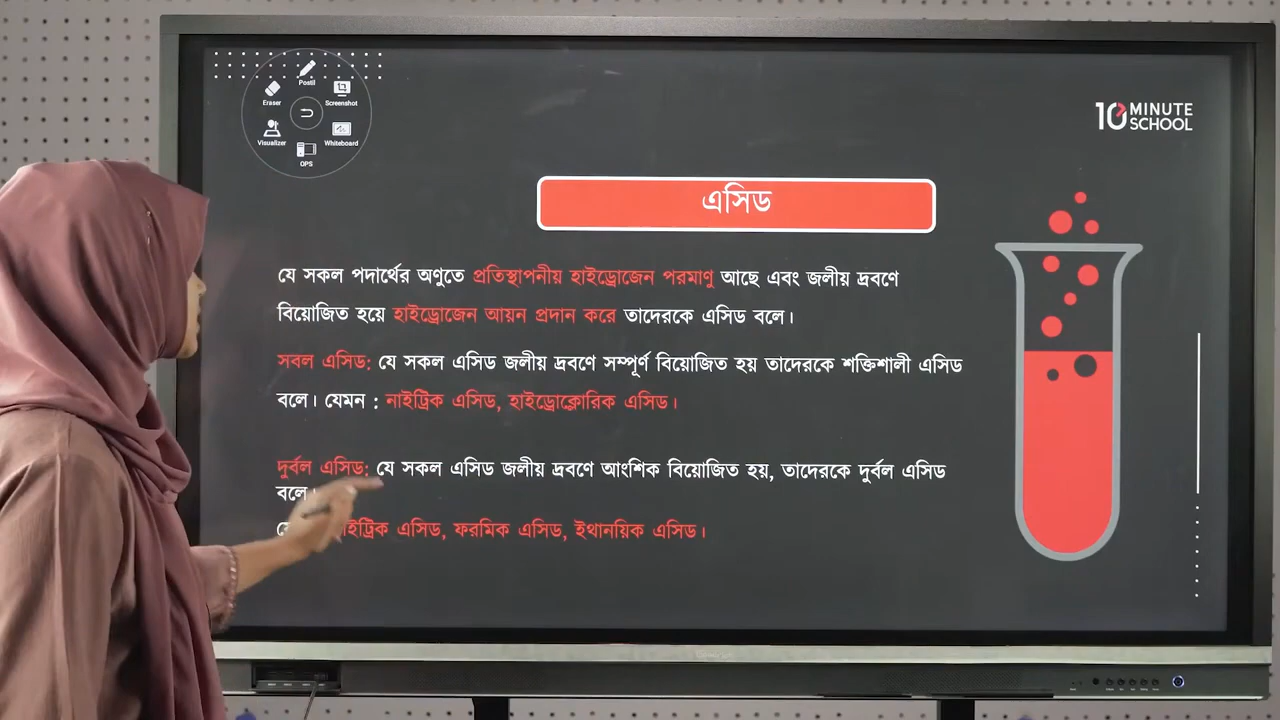 Postil
Eraser
Screenshot
Visualizer
Whiteboard
OPS
10 MINUTE SCHOOL
এসিড
যে সকল পদার্থের অণুতে প্রতিস্থাপনীয় হাইড্রোজেন পরমাণু আছে এবং জলীয় দ্রবণে
বিয়োজিত হয়ে হাইড্রোজেন আয়ন প্রদান করে তাদেরকে এসিড বলে।
সবল এসিড: যে সকল এসিড জলীয় দ্রবণে সম্পূর্ণ বিয়োজিত হয় তাদেরকে শক্তিশালী এসিড
বলে। যেমন : নাইট্রিক এসিড, হাইড্রোক্লোরিক এসিড।
দুর্বল এসিড: যে সকল এসিড জলীয় দ্রবণে আংশিক বিয়োজিত হয়, তাদেরকে দুর্বল এসিড
বলে।
এসিড, ফরমিক এসিড, ইথানয়িক এসিড।